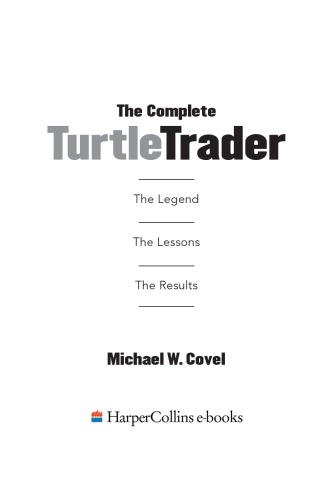 The Complete
TurtleTrader
The Legend
The Lessons
The Results
Michael W. Covel
HarperCollins e-books